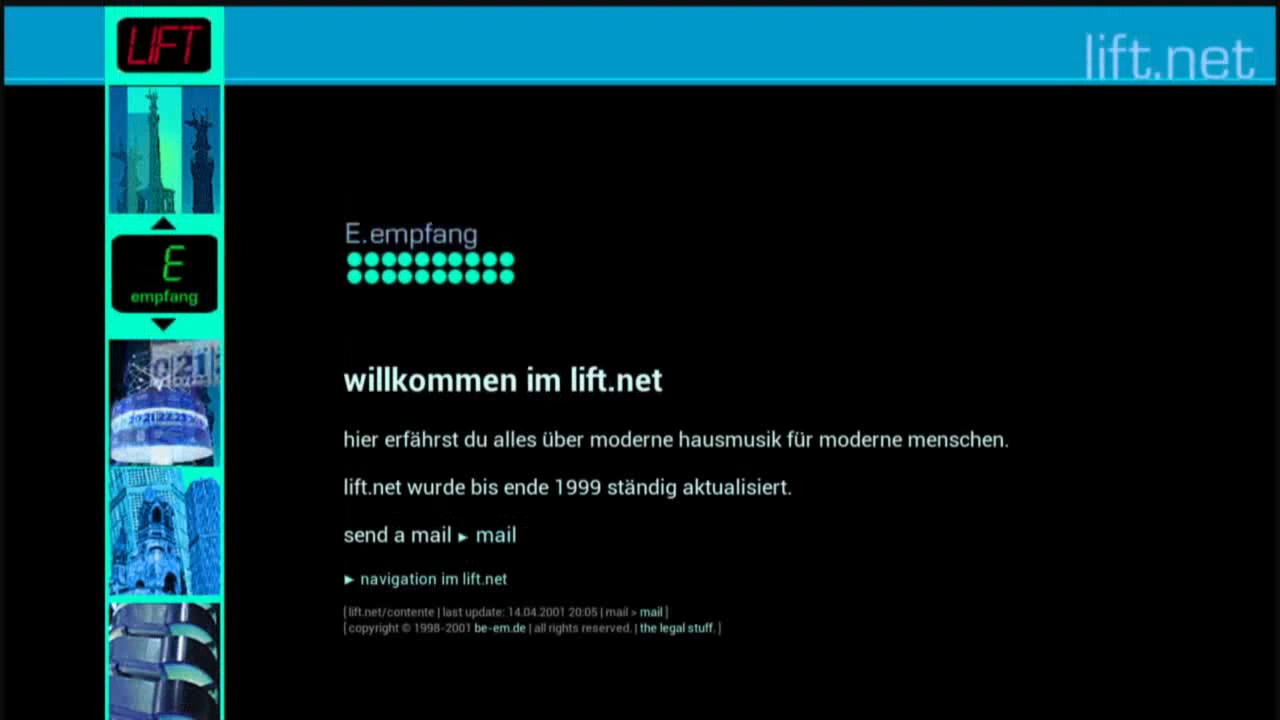 LIFT
lift.net
E
empfang
E.empfang
willkommen im lift.net
hier erfährst du alles über moderne hausmusik für moderne menschen.
lift.net wurde bis ende 1999 ständig aktualisiert.
send a mail ► mail
► navigation im lift.net
[ lift.net/contente | last update: 14.04.2001 20:05 | mail > mail ]
[ copyright © 1998-2001 be-em.de | all rights reserved. | the legal stuff. ]